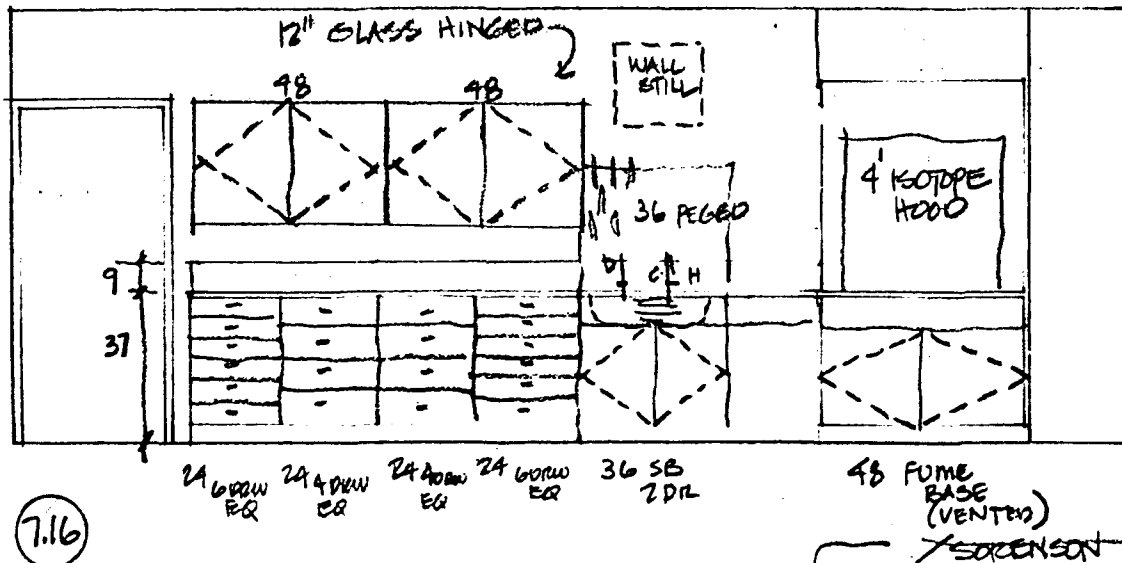 12" GLASS HINGED
48
48
WALL
STILL
4' ISOTOPE
HOOD
36 PEGBD
D C H
9
37
24 6 DRW
EQ
24 4 DRW
EQ
24 4 DRW
EQ
24 6 DRW
EQ
36 SB
2 DR
48 FUME
BASE
(VENTED)
7.16
SORENSON